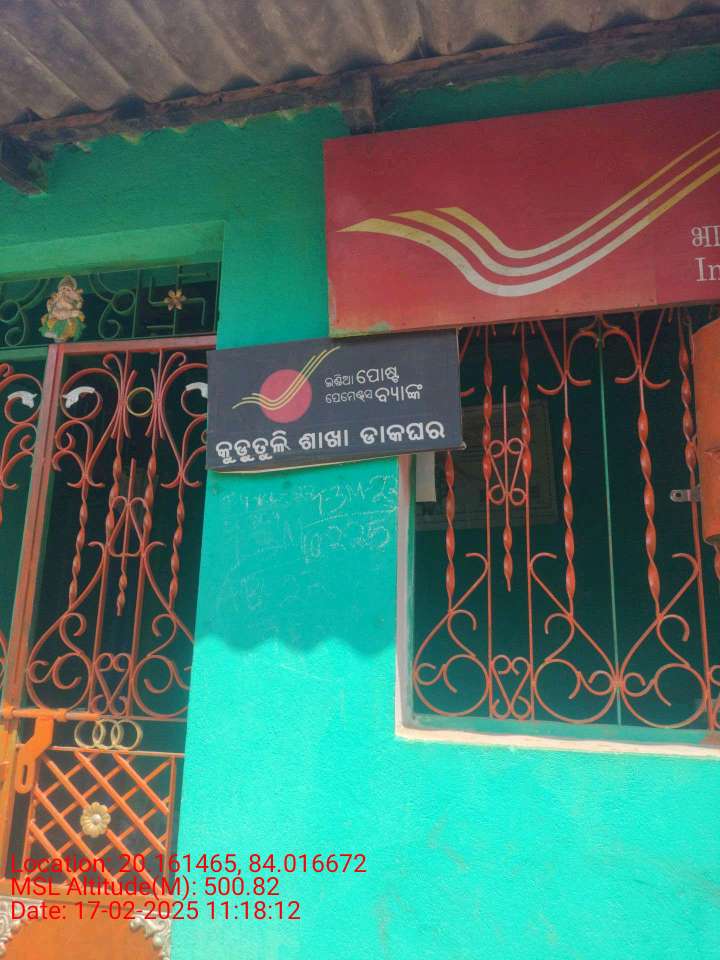 भा
In
ଇଣ୍ଡିଆ ପୋଷ୍ଟ
ପେମେଣ୍ଟସ ବ୍ୟାଙ୍କ
କୁଡୁତୁଲି ଶାଖା ଡାକଘର
Location: 20.161465, 84.016672
MSL Altitude(M): 500.82
Date: 17-02-2025 11:18:12